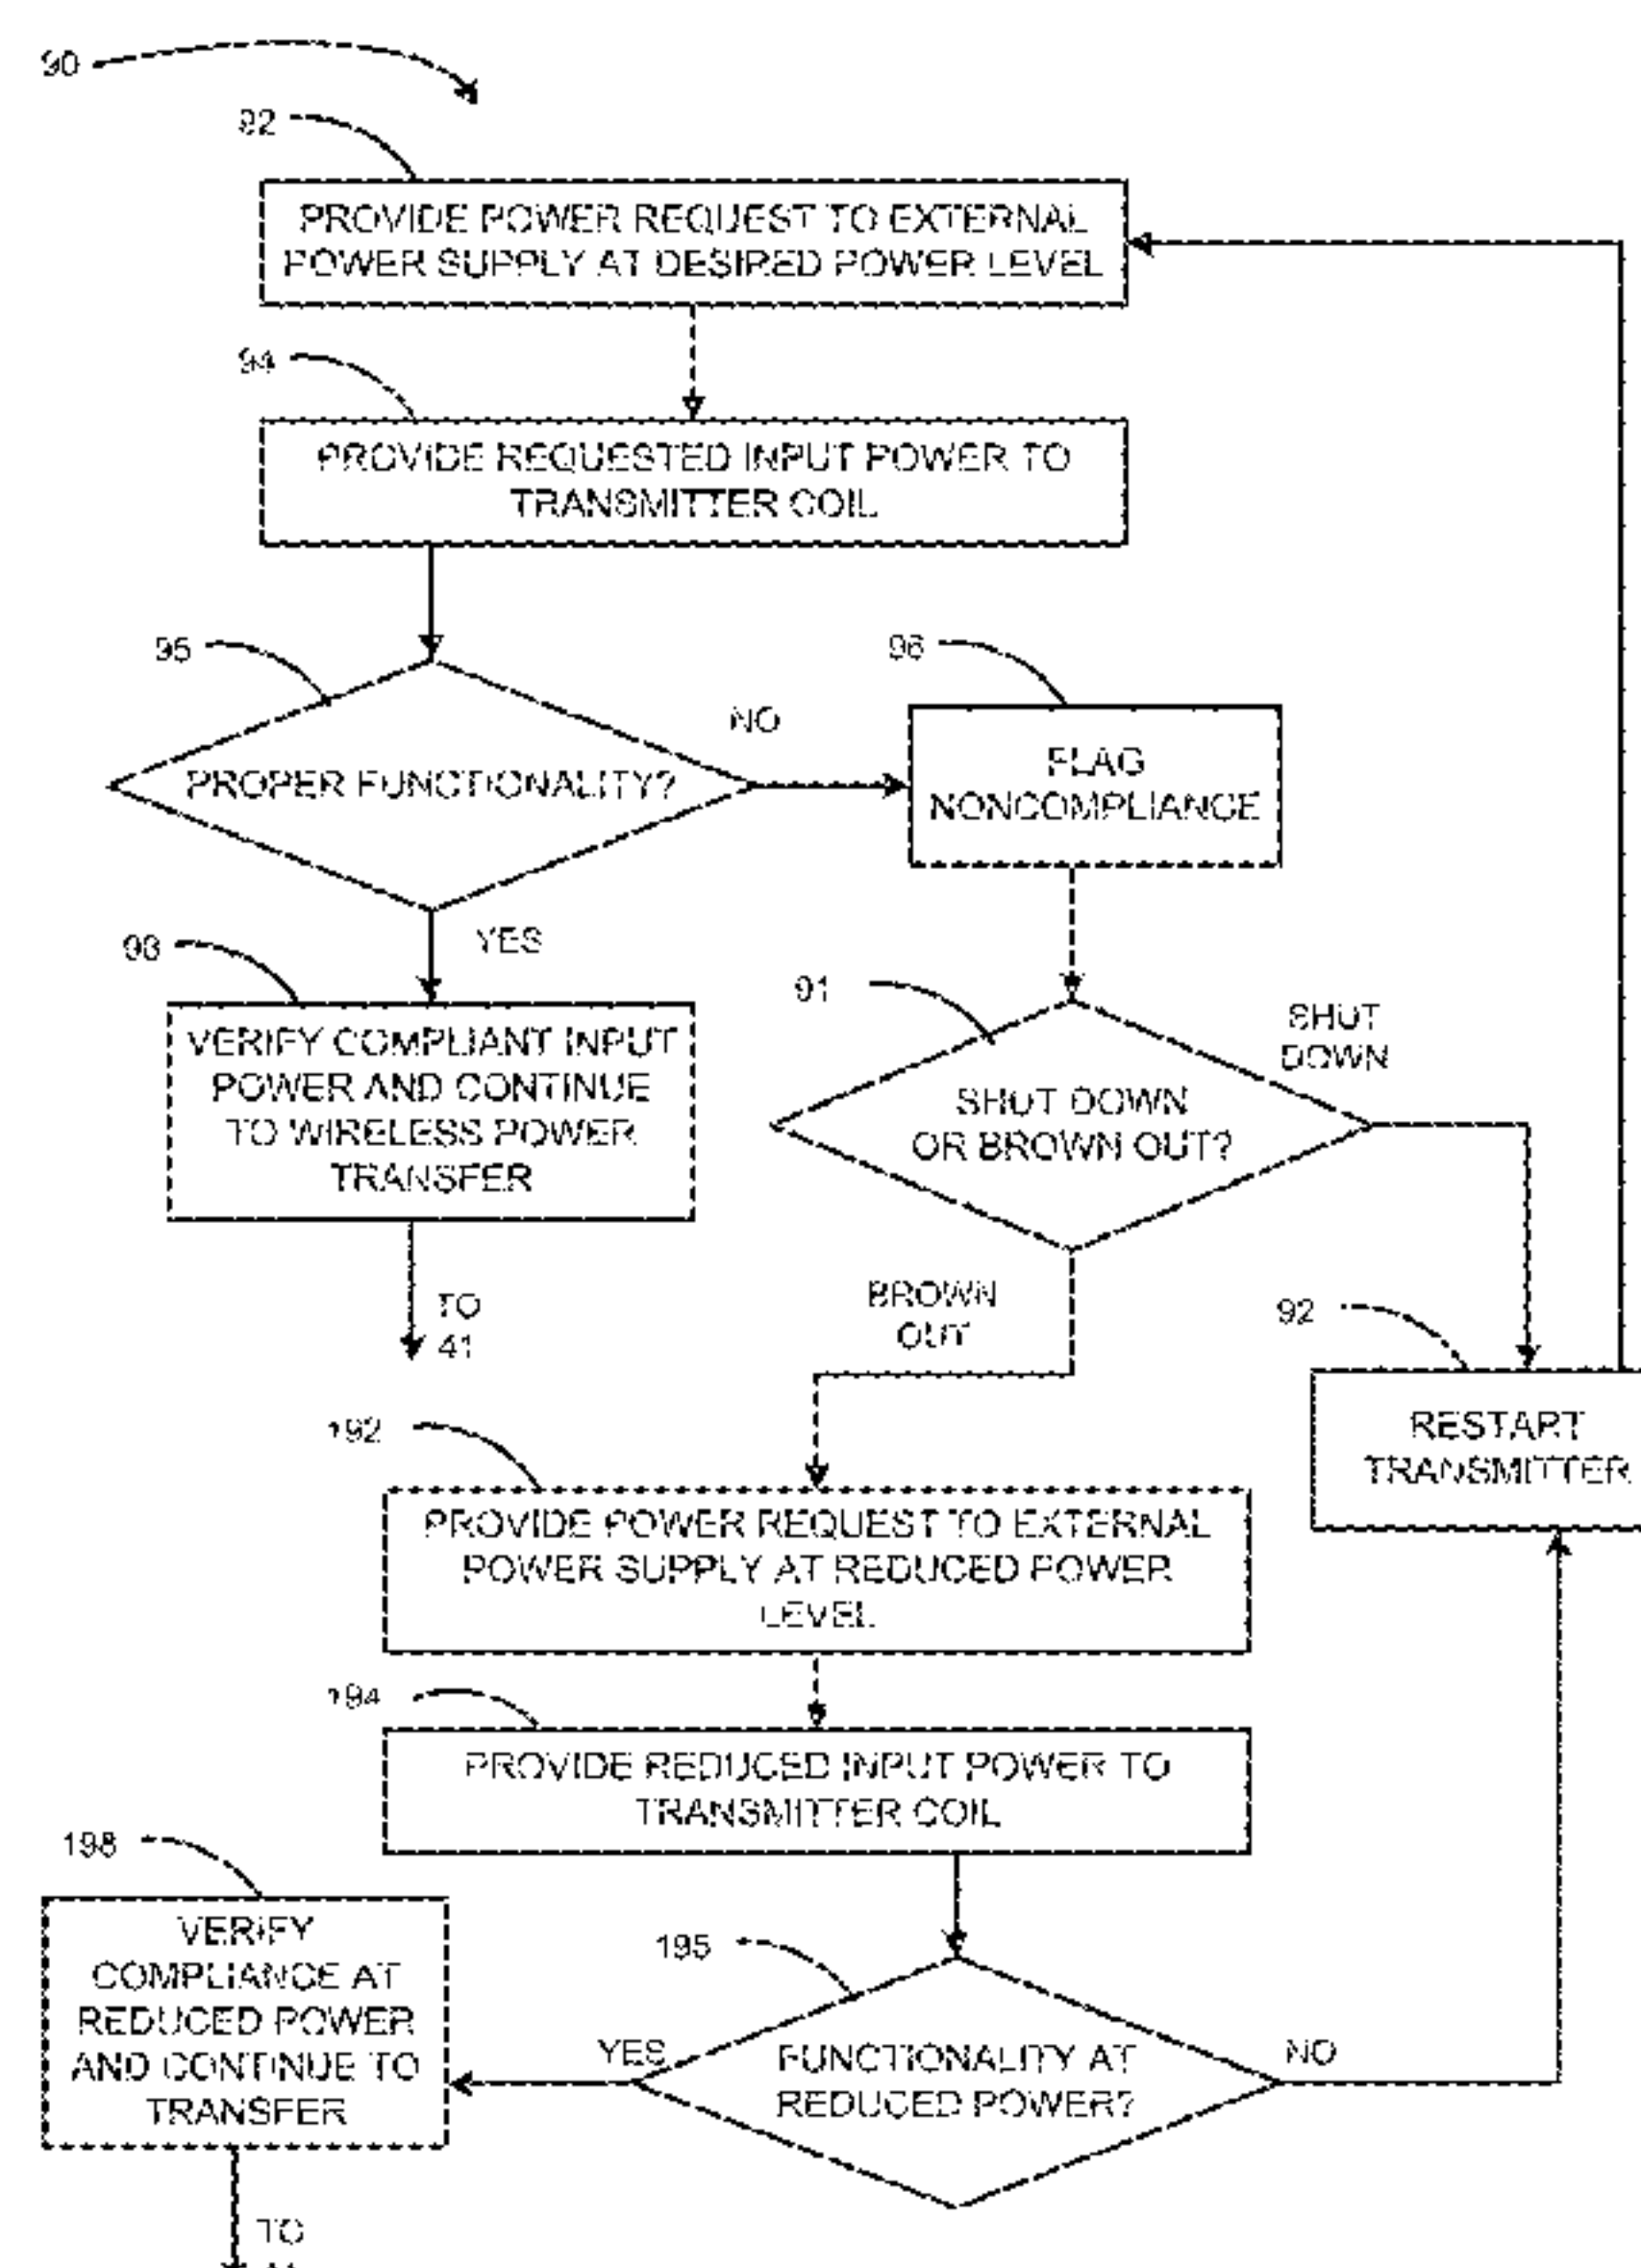 90
92
PROVIDE POWER REQUEST TO EXTERNAL
POWER SUPPLY AT DESIRED POWER LEVEL
94
PROVIDE REQUESTED INPUT POWER TO
TRANSMITTER COIL
95
PROPER FUNCTIONALITY?
NO
96
FLAG
NONCOMPLIANCE
YES
98
VERIFY COMPLIANT INPUT
POWER AND CONTINUE
TO WIRELESS POWER
TRANSFER
TO
41
91
SHUT DOWN
OR BROWN OUT?
SHUT
DOWN
BROWN
OUT
92
RESTART
TRANSMITTER
192
PROVIDE POWER REQUEST TO EXTERNAL
POWER SUPPLY AT REDUCED POWER
LEVEL
194
PROVIDE REDUCED INPUT POWER TO
TRANSMITTER COIL
195
FUNCTIONALITY AT
REDUCED POWER?
YES
NO
198
VERIFY
COMPLIANCE AT
REDUCED POWER
AND CONTINUE TO
TRANSFER
TO